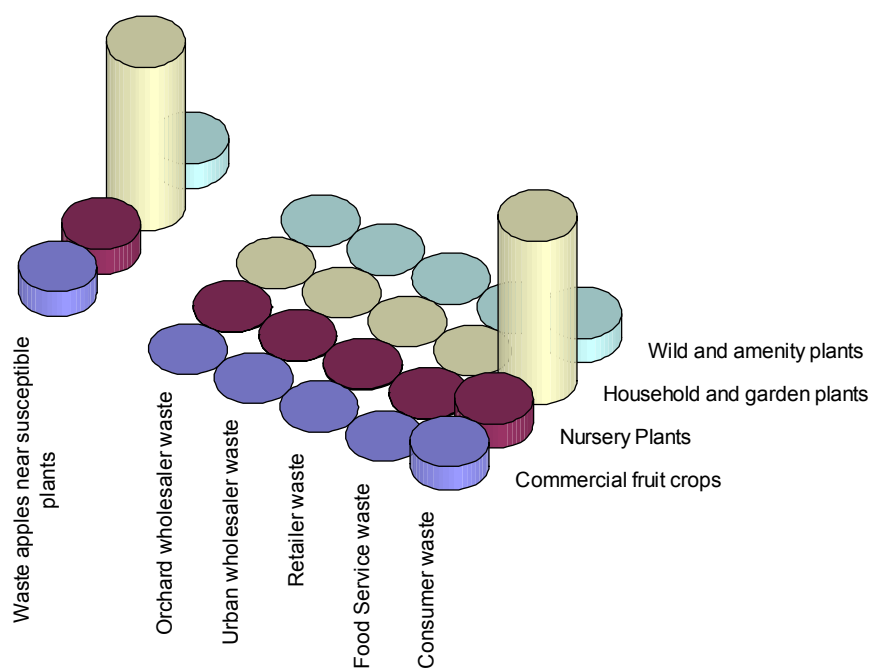 Waste apples near susceptible
plants
Orchard wholesaler waste
Urban wholesaler waste
Retailer waste
Food Service waste
Consumer waste
Wild and amenity plants
Household and garden plants
Nursery Plants
Commercial fruit crops